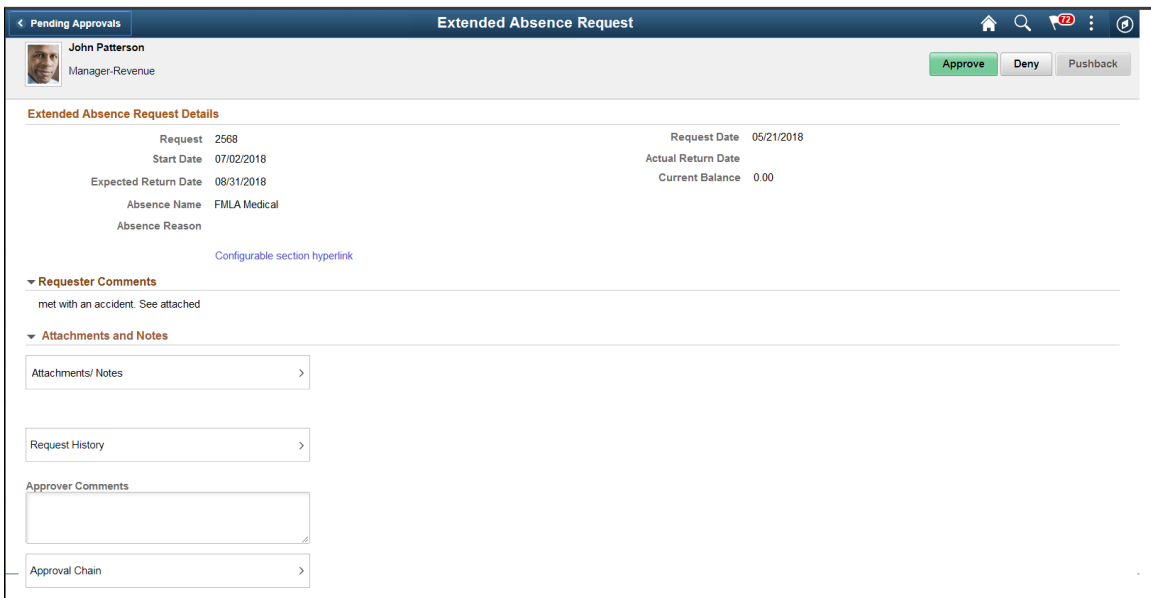 Pending Approvals
Extended Absence Request
72
John Patterson
Manager-Revenue
Approve
Deny
Pushback
Extended Absence Request Details
Request 2568
Request Date 05/21/2018
Start Date 07/02/2018
Actual Return Date
Expected Return Date 08/31/2018
Current Balance 0.00
Absence Name FMLA Medical
Absence Reason
Configurable section hyperlink
Requester Comments
met with an accident. See attached
Attachments and Notes
Attachments/ Notes
Request History
Approver Comments
Approval Chain